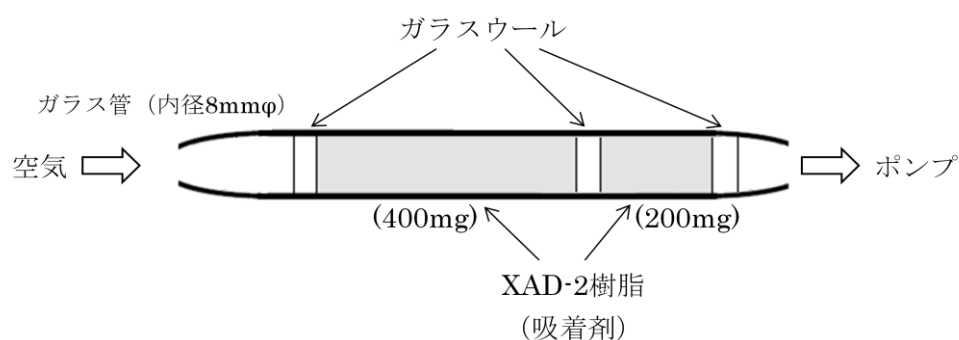 ガラスウール
ガラス管（内径8mmφ）
空気
ポンプ
(400mg)
(200mg)
XAD-2樹脂
（吸着剤）